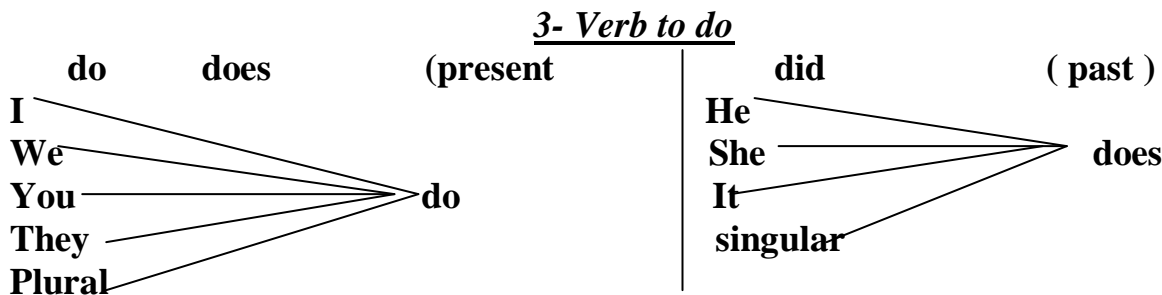 3- Verb to do
do does (present did ( past )
I He
We She does
You do It
They singular
Plural